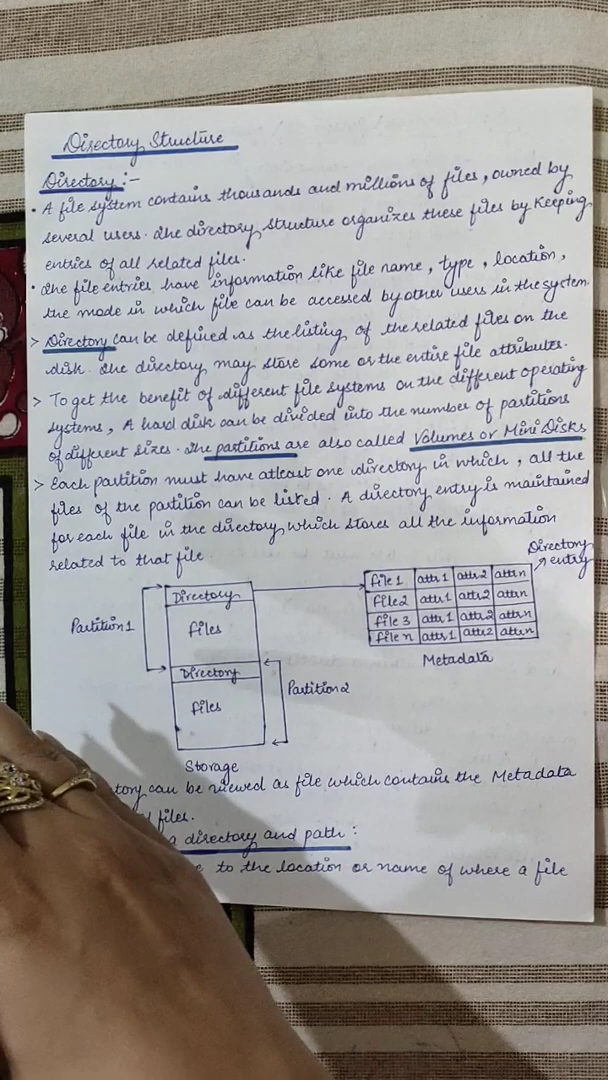 Directory Structure
Directory :-
• A file system contains thousands and millions of files, owned by
several users. The directory structure organizes these files by keeping
entries of all related files.
• The file entries have information like file name, type, location,
the mode in which file can be accessed by other users in the system.
> Directory can be defined as the listing of the related files on the
disk. The directory may store some or the entire file attributes.
> To get the benefit of different file systems on the different operating
systems, A hard disk can be divided into the number of partitions
of different sizes. The partitions are also called Volumes or Mini Disks
> Each partition must have atleast one directory in which, all the
files of the partition can be listed. A directory entry is maintained
for each file in the directory which stores all the information
related to that file
Directory
entry
file 1 attr 1 attr 2 attrn
file 2 attr 1 attr 2 attrn
file 3 attr 1 attr 2 attrn
file n attr 1 attr 2 attrn
Metadata
Partition 1
Directory
files
Directory
files
Partition 2
Storage
tory can be viewed as file which contains the Metadata
files.
a directory and path :
to the location or name of where a file